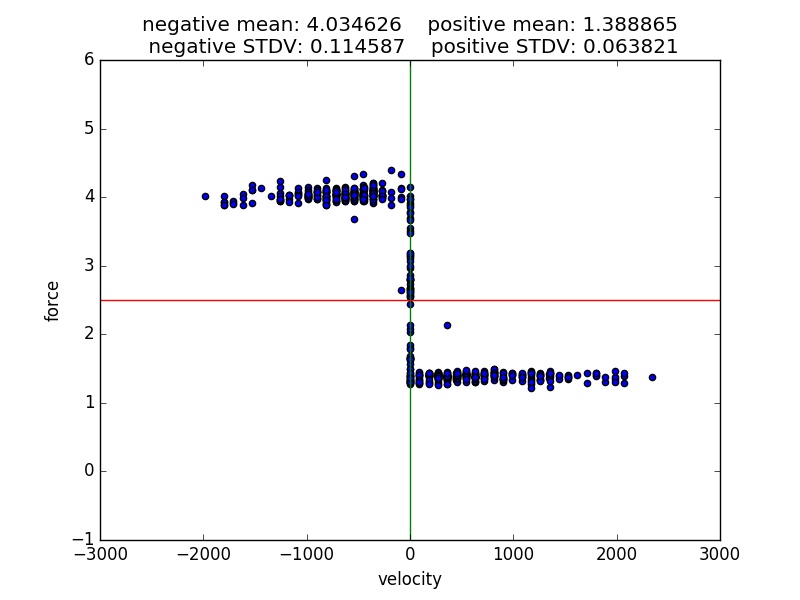 negative mean: 4.034626 positive mean: 1.388865
negative STDV: 0.114587 positive STDV: 0.063821
6
5
4
3
2
1
0
−1
force
−3000 −2000 −1000 0 1000 2000 3000
velocity